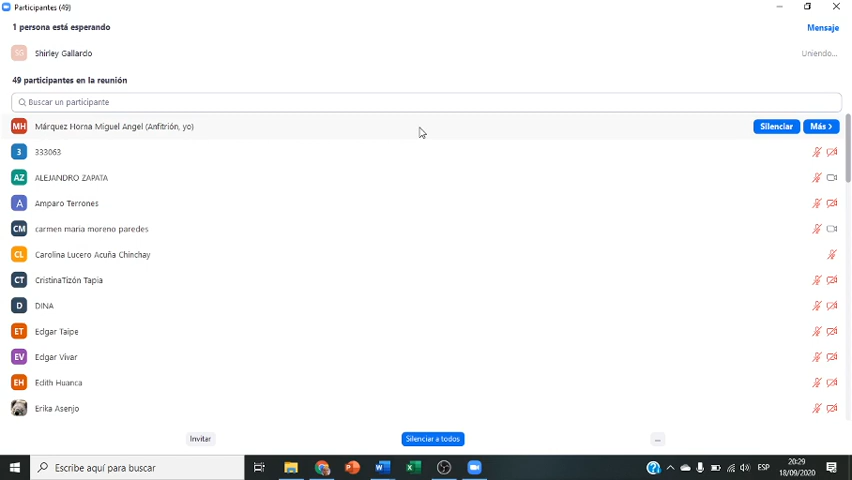 Participantes (49)
1 persona está esperando
Mensaje
SG Shirley Gallardo
Uniendo...
49 participantes en la reunión
Buscar un participante
MH Márquez Horna Miguel Angel (Anfitrión, yo)
Silenciar
Más >
3 333063
AZ ALEJANDRO ZAPATA
A Amparo Terrones
CM carmen maria moreno paredes
CL Carolina Lucero Acuña Chinchay
CT CristinaTizón Tapia
D DINA
ET Edgar Taipe
EV Edgar Vivar
EH Edith Huanca
Erika Asenjo
Invitar
Silenciar a todos
...
Escribe aquí para buscar
ESP
20:29
18/09/2020